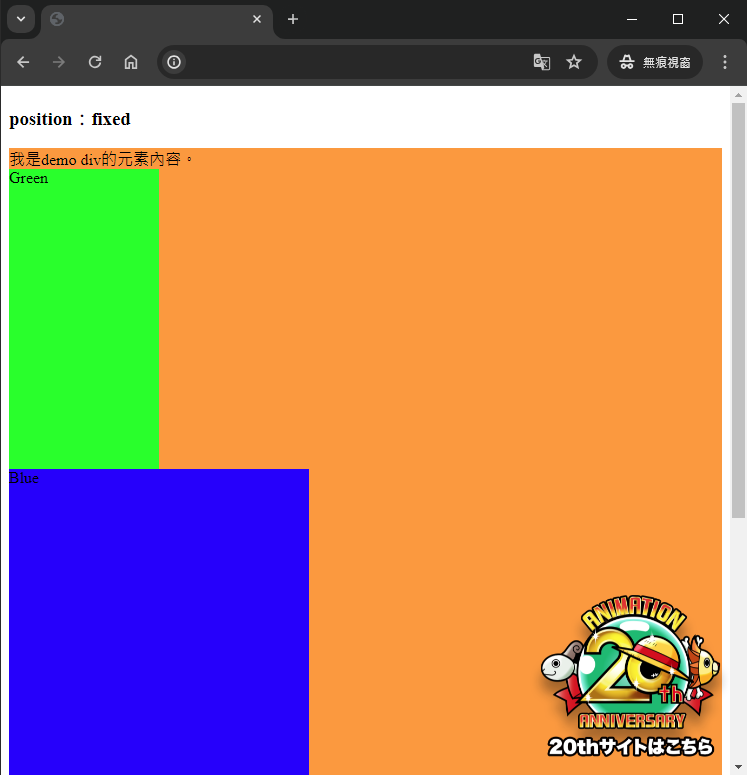 無痕視窗
position：fixed
我是demo div的元素內容。
Green
Blue
ANIMATION
20th
ANNIVERSARY
20thサイトはこちら